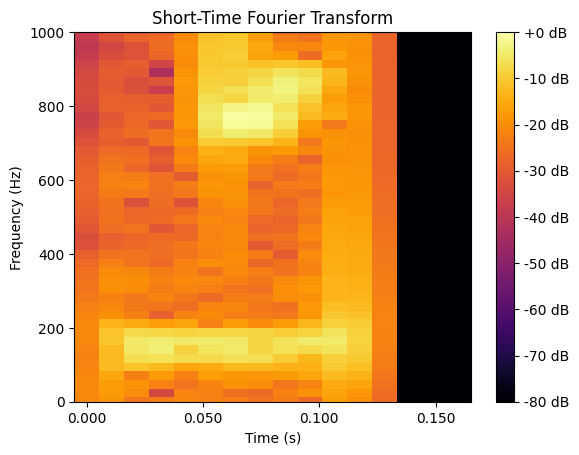 Short-Time Fourier Transform
1000
800
600
400
200
0
Frequency (Hz)
0.000
0.050
0.100
0.150
Time (s)
+0 dB
-10 dB
-20 dB
-30 dB
-40 dB
-50 dB
-60 dB
-70 dB
-80 dB